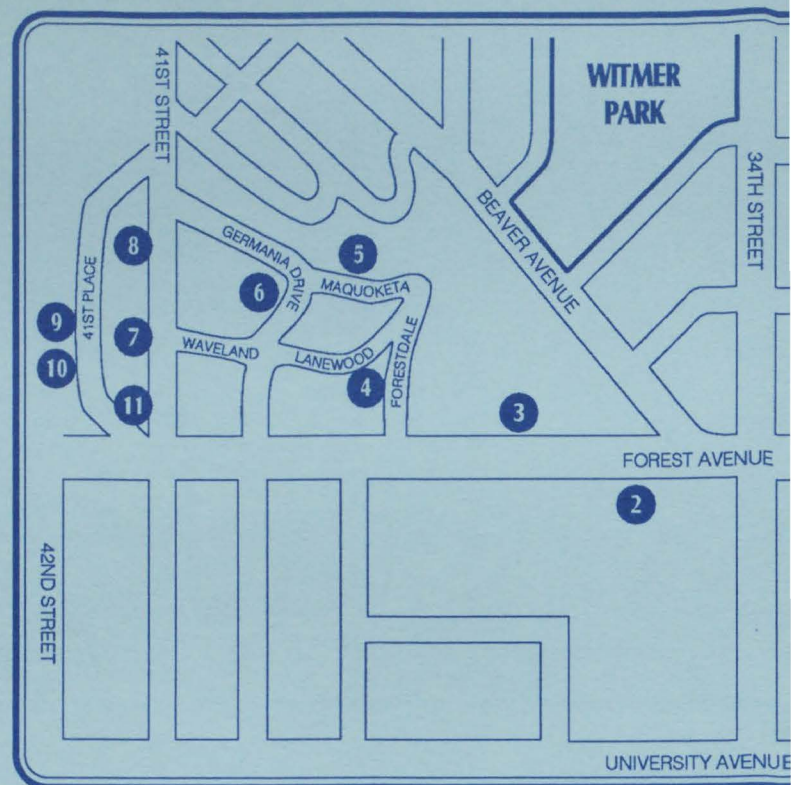 WITMER
PARK
41ST STREET
34TH STREET
BEAVER AVENUE
GERMANIA DRIVE
5
8
6
MAQUOKETA
9
41ST PLACE
7
WAVELAND
LANEWOOD
FORESTDALE
10
4
11
3
FOREST AVENUE
2
42ND STREET
UNIVERSITY AVENUE